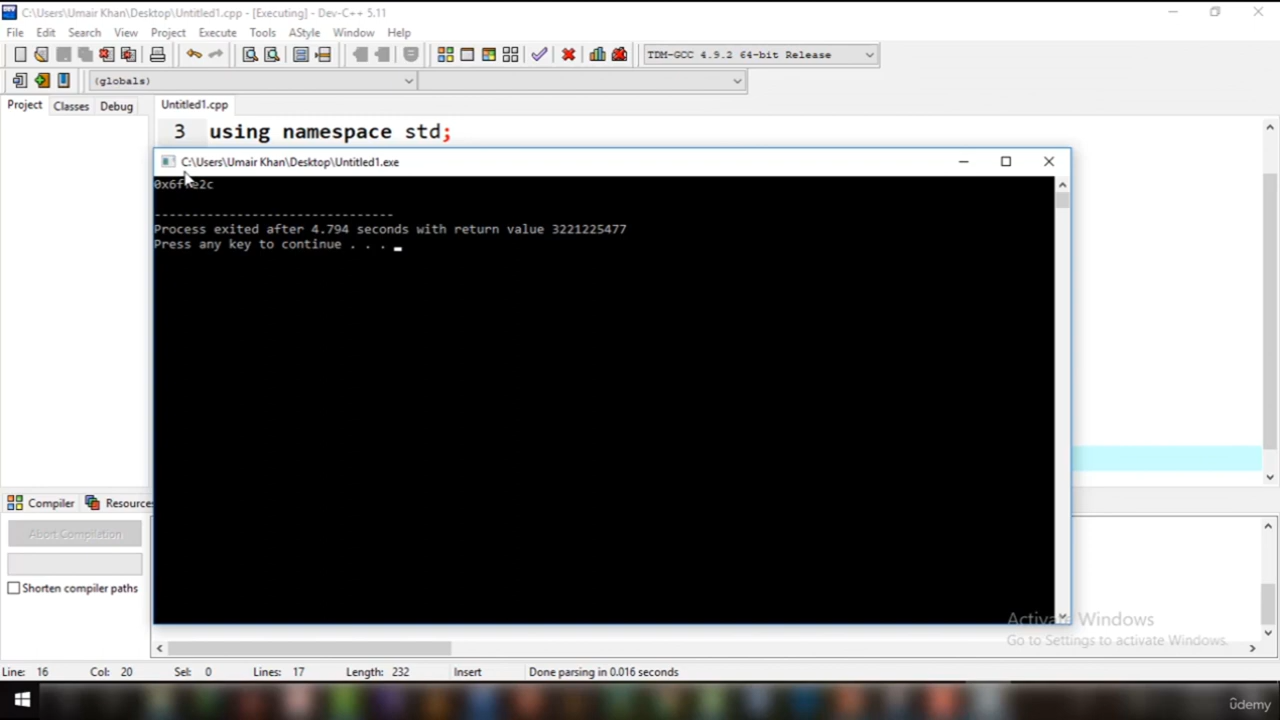 C:\Users\Umair Khan\Desktop\Untitled1.cpp - [Executing] - Dev-C++ 5.11
File Edit Search View Project Execute Tools AStyle Window Help
TDM-GCC 4.9.2 64-bit Release
(globals)
Project Classes Debug Untitled1.cpp
3 using namespace std;
C:\Users\Umair Khan\Desktop\Untitled1.exe
--------------------------------
Process exited after 4.794 seconds with return value 3221225477
Press any key to continue . . .
Compiler Resources
Abort Compilation
Shorten compiler paths
Activate Windows
Go to Settings to activate Windows.
Line: 16 Col: 20 Sel: 0 Lines: 17 Length: 232 Insert Done parsing in 0.016 seconds
ûdemy